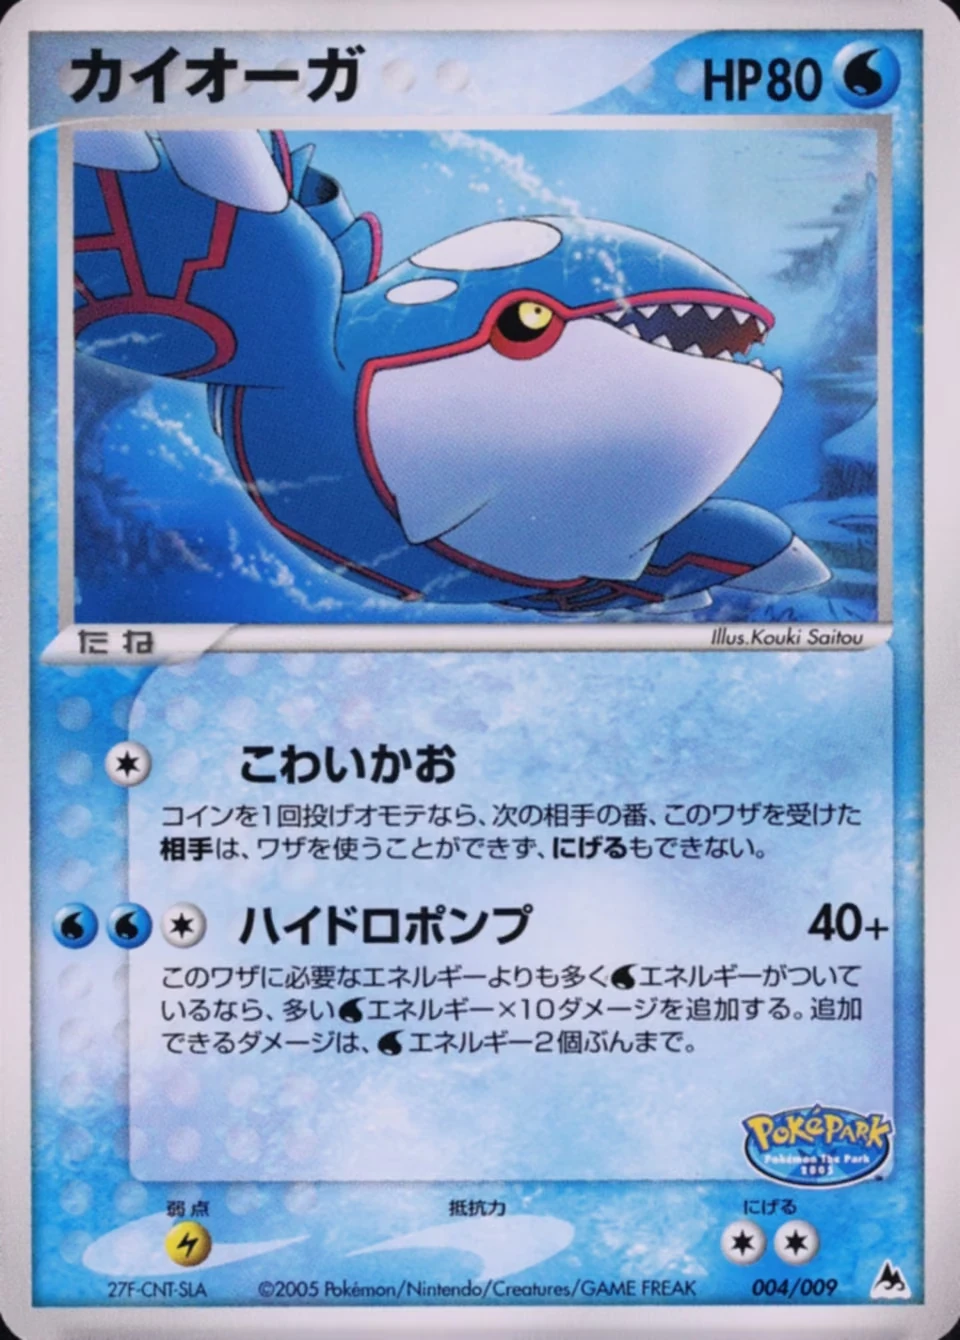 カイオーガ
HP80
たね
Illus.Kouki Saitou
こわいかお
コインを1回投げオモテなら、次の相手の番、このワザを受けた
相手は、ワザを使うことができず、にげるもできない。
ハイドロポンプ 40+
このワザに必要なエネルギーよりも多くエネルギーがついて
いるなら、多いエネルギー×10ダメージを追加する。追加
できるダメージは、エネルギー2個ぶんまで。
POKéPARK
Pokémon The Park
2005
弱点 抵抗力 にげる
27F-CNT-SLA ©2005 Pokémon/Nintendo/Creatures/GAME FREAK 004/009